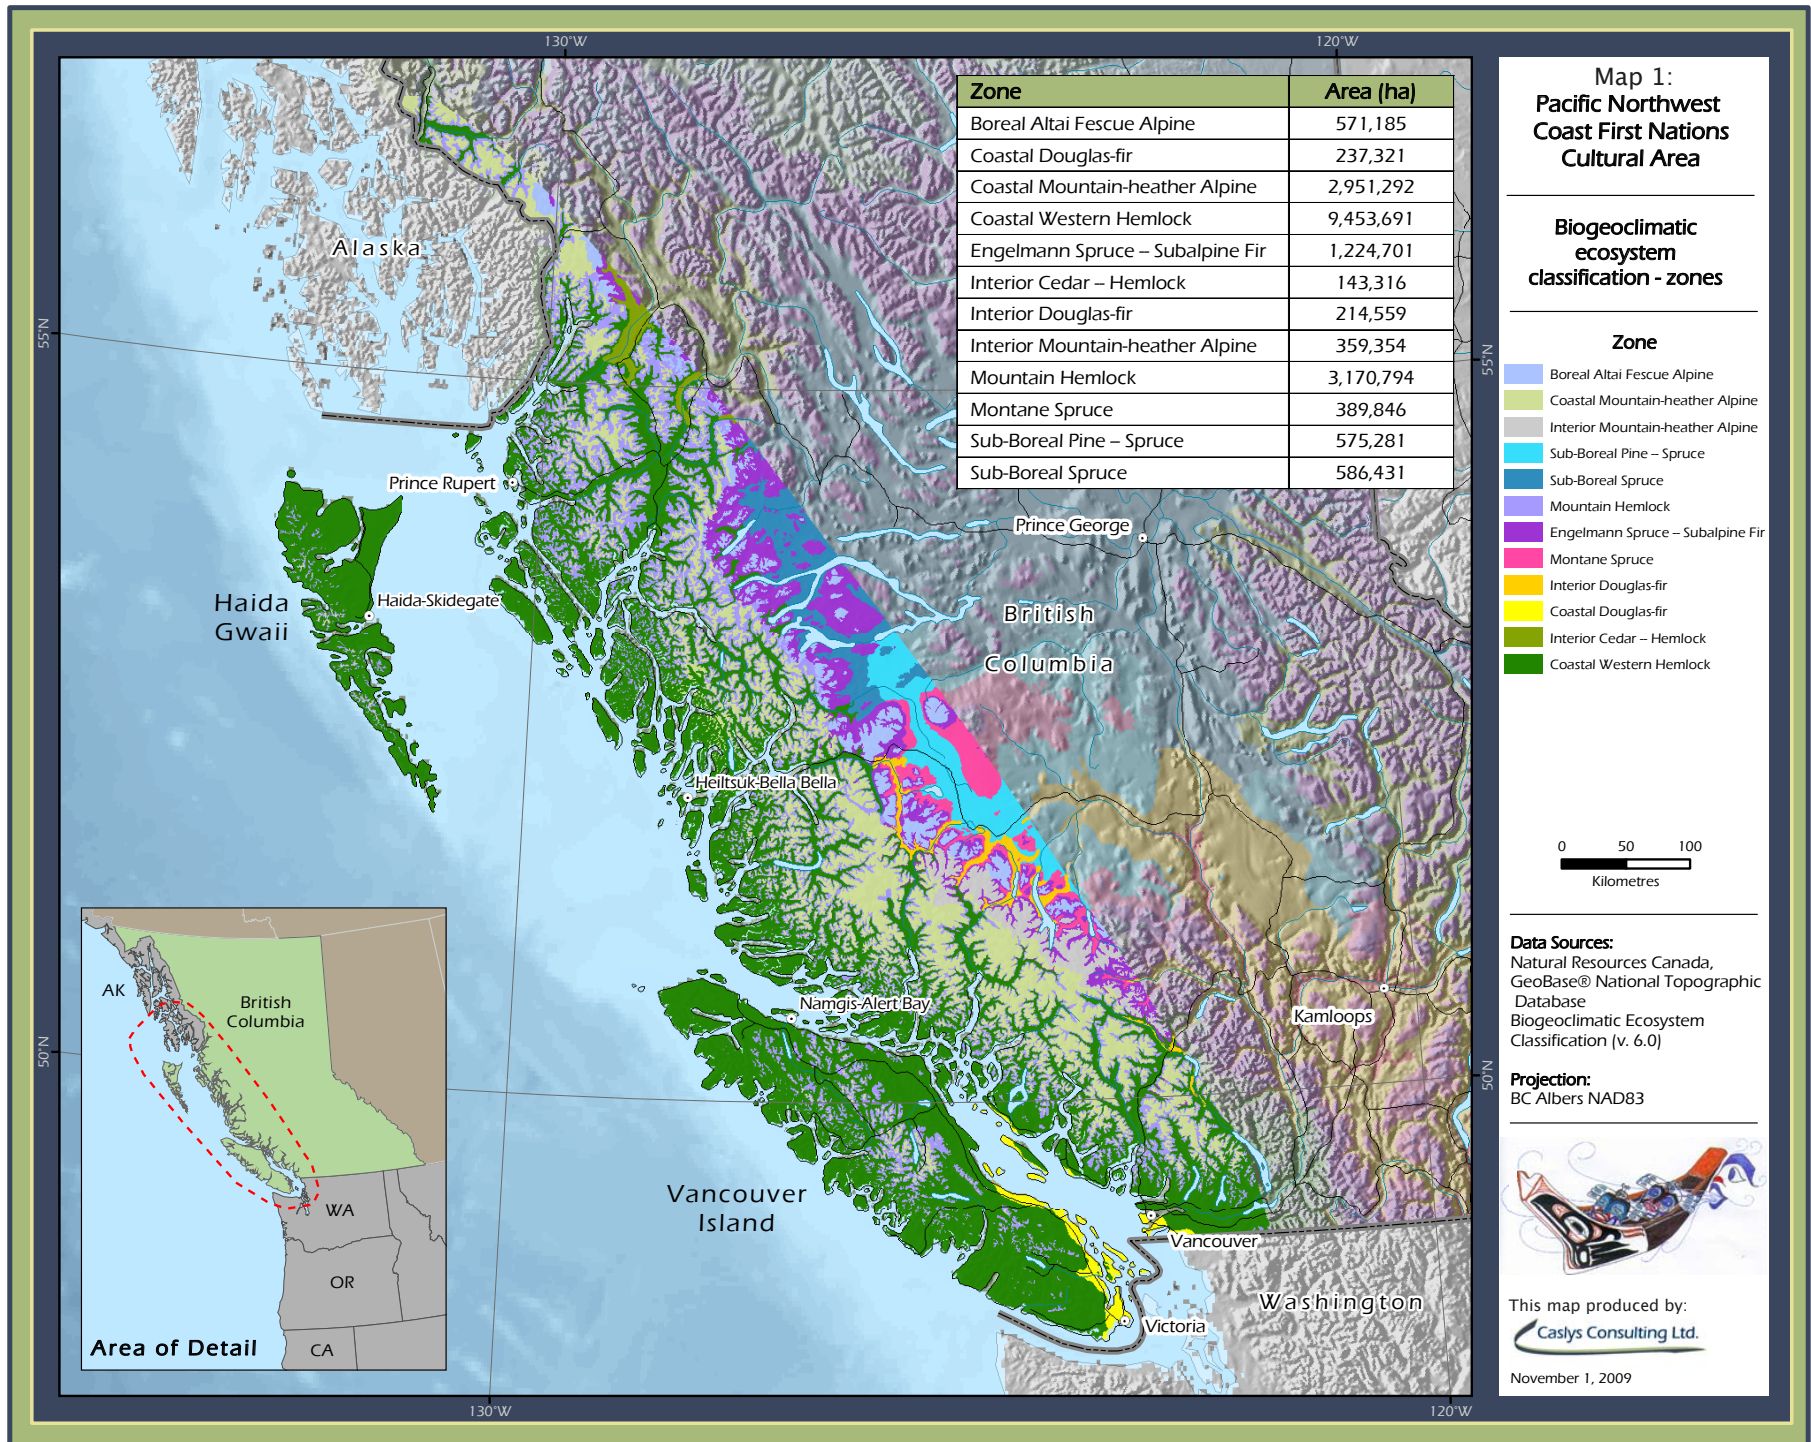 130°W
120°W
Zone Area (ha)
Boreal Altai Fescue Alpine 571,185
Coastal Douglas-fir 237,321
Coastal Mountain-heather Alpine 2,951,292
Coastal Western Hemlock 9,453,691
Engelmann Spruce – Subalpine Fir 1,224,701
Interior Cedar – Hemlock 143,316
Interior Douglas-fir 214,559
Interior Mountain-heather Alpine 359,354
Mountain Hemlock 3,170,794
Montane Spruce 389,846
Sub-Boreal Pine – Spruce 575,281
Sub-Boreal Spruce 586,431
Alaska
55°N
55°N
Prince Rupert
Prince George
Haida
Gwaii
Haida-Skidegate
British
Columbia
Heiltsuk-Bella Bella
Namgis-Alert Bay
Kamloops
50°N
50°N
Vancouver
Island
Vancouver
Victoria
Washington
AK
British
Columbia
WA
OR
CA
Area of Detail
130°W
120°W
Map 1:
Pacific Northwest
Coast First Nations
Cultural Area
Biogeoclimatic
ecosystem
classification - zones
Zone
Boreal Altai Fescue Alpine
Coastal Mountain-heather Alpine
Interior Mountain-heather Alpine
Sub-Boreal Pine – Spruce
Sub-Boreal Spruce
Mountain Hemlock
Engelmann Spruce – Subalpine Fir
Montane Spruce
Interior Douglas-fir
Coastal Douglas-fir
Interior Cedar – Hemlock
Coastal Western Hemlock
0 50 100
Kilometres
Data Sources:
Natural Resources Canada,
GeoBase® National Topographic
Database
Biogeoclimatic Ecosystem
Classification (v. 6.0)
Projection:
BC Albers NAD83
This map produced by:
Caslys Consulting Ltd.
November 1, 2009